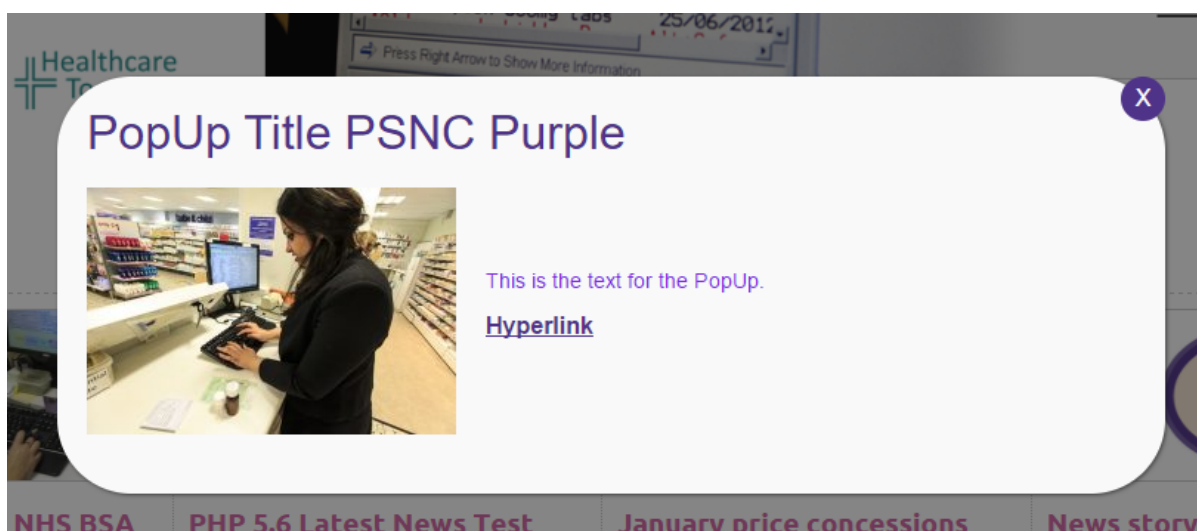 25/06/2012
Press Right Arrow to Show More Information
Healthcare
X
PopUp Title PSNC Purple
This is the text for the PopUp.
Hyperlink
NHS BSA
PHP 5.6 Latest News Test
January price concessions
News story